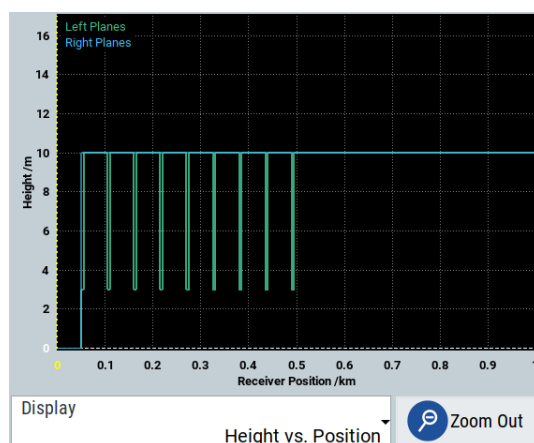 Left Planes
Right Planes
16
14
12
10
8
6
4
2
0
Height /m
0 0.1 0.2 0.3 0.4 0.5 0.6 0.7 0.8 0.9 1
Receiver Position /km
Display
Height vs. Position
Zoom Out